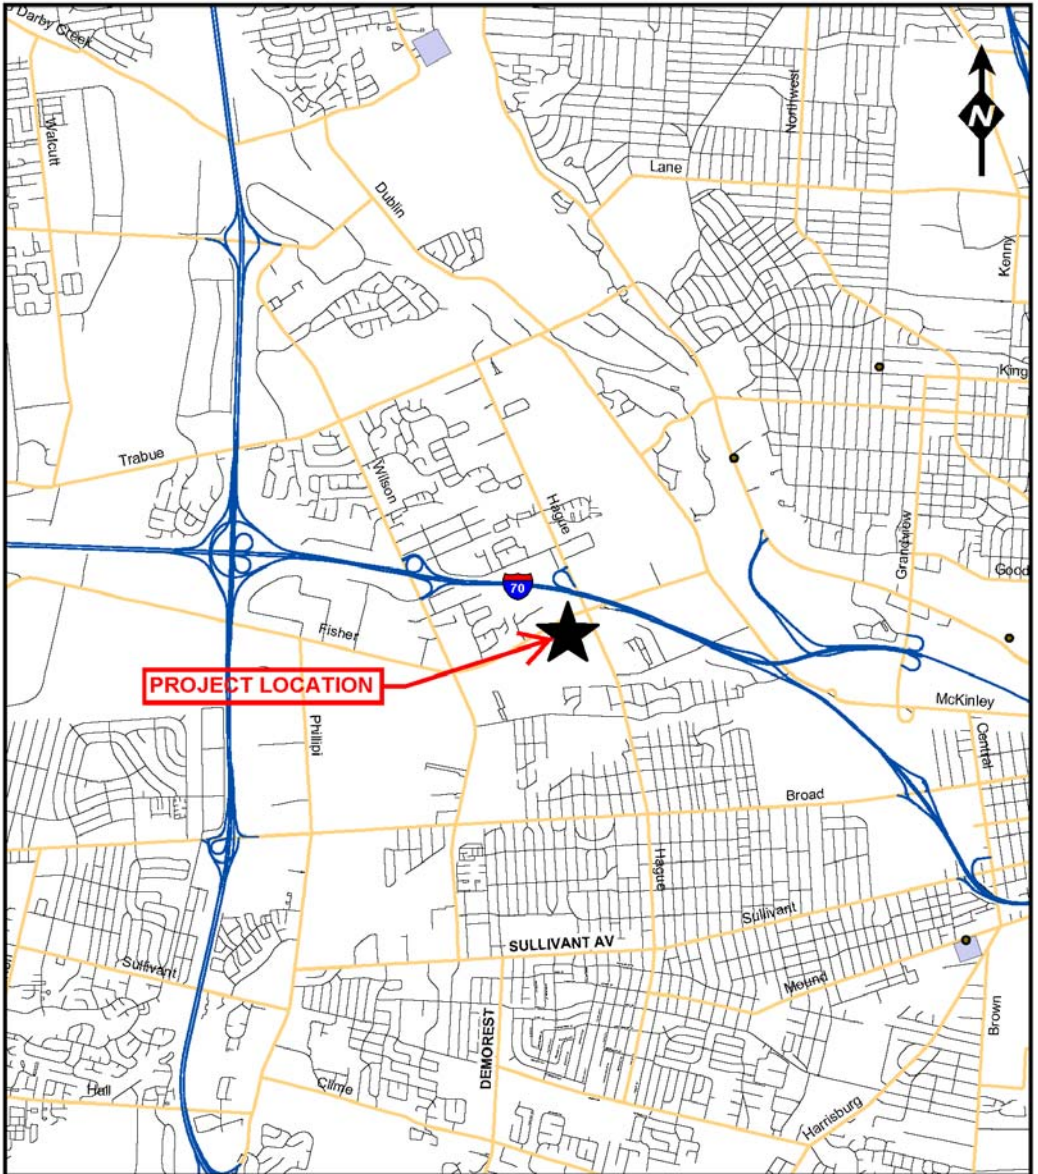 Darby Creek
Walcutt
Northwest
N
Lane
Dublin
Kenny
King
Trabue
Wilson
Hague
Grandview
Good
70
Fisher
PROJECT LOCATION
McKinley
Phillipi
Central
Broad
Hague
Sullivant
SULLIVANT AV
Sullivant
Mound
Brown
DEMOREST
Hall
Clime
Harrisburg